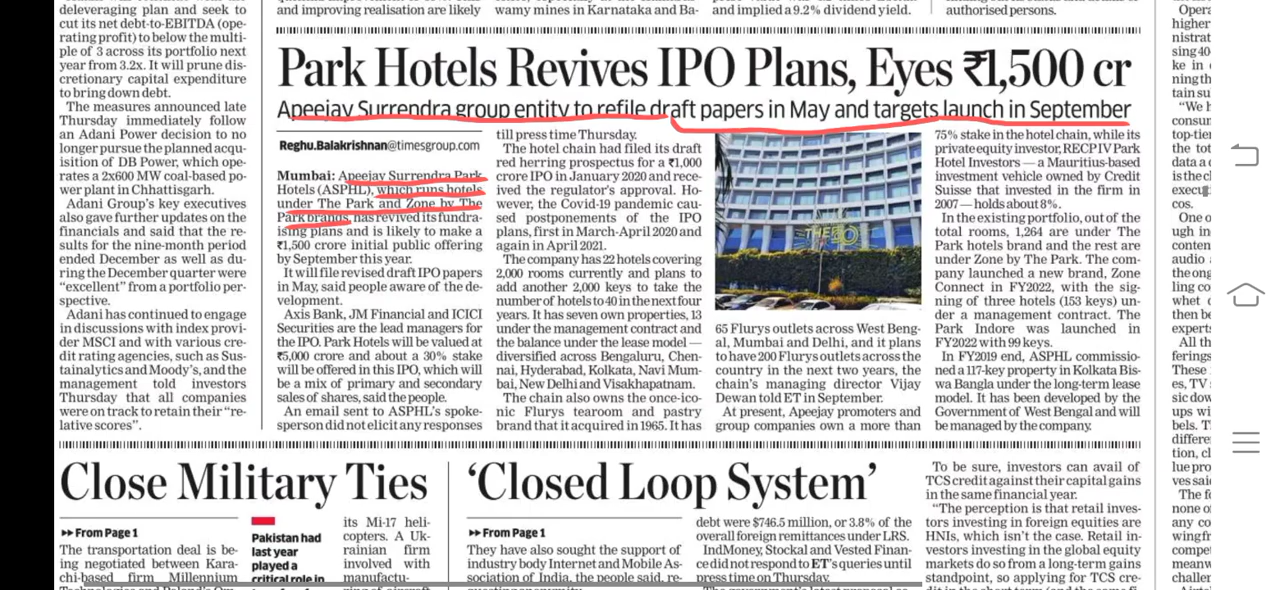 deleveraging plan and seek to
cut its net debt-to-EBITDA (ope-
rating profit) to below the multi-
ple of 3 across its portfolio next
year from 3.2x. It will prune dis-
cretionary capital expenditure
to bring down debt.
The measures announced late
Thursday immediately follow
an Adani Power decision to no
longer pursue the planned acqu-
isition of DB Power, which ope-
rates a 2x600 MW coal-based po-
wer plant in Chhattisgarh.
Adani Group's key executives
also gave further updates on the
financials and said that the re-
sults for the nine-month period
ended December as well as du-
ring the December quarter were
"excellent" from a portfolio per-
spective.
Adani has continued to engage
in discussions with index provi-
der MSCI and with various cre-
dit rating agencies, such as Sus-
tainalytics and Moody's, and the
management told investors
Thursday that all companies
were on track to retain their "re-
lative scores".
and improving realisation are likely
swamy mines in Karnataka and Ba-
and implied a 9.2% dividend yield.
authorised persons.
Park Hotels Revives IPO Plans, Eyes ₹1,500 cr
Apeejay Surrendra group entity to refile draft papers in May and targets launch in September
Reghu.Balakrishnan@timesgroup.com
Mumbai: Apeejay Surrendra Park
Hotels (ASPHL), which runs hotels
under The Park and Zone by The
Park brands, has revived its fundra-
ising plans and is likely to make a
₹1,500 crore initial public offering
by September this year.
It will file revised draft IPO papers
in May, said people aware of the de-
velopment.
Axis Bank, JM Financial and ICICI
Securities are the lead managers for
the IPO. Park Hotels will be valued at
₹5,000 crore and about a 30% stake
will be offered in this IPO, which will
be a mix of primary and secondary
sales of shares, said the people.
An email sent to ASPHL's spoke-
sperson did not elicit any responses
till press time Thursday.
The hotel chain had filed its draft
red herring prospectus for a ₹1,000
crore IPO in January 2020 and rece-
ived the regulator's approval. Ho-
wever, the Covid-19 pandemic cau-
sed postponements of the IPO
plans, first in March-April 2020 and
again in April 2021.
The company has 22 hotels covering
2,000 rooms currently and plans to
add another 2,000 keys to take the
number of hotels to 40 in the next four
years. It has seven own properties, 13
under the management contract and
the balance under the lease model —
diversified across Bengaluru, Chen-
nai, Hyderabad, Kolkata, Navi Mum-
bai, New Delhi and Visakhapatnam.
The chain also owns the once-ico-
nic Flurys tearoom and pastry
brand that it acquired in 1965. It has
65 Flurys outlets across West Beng-
al, Mumbai and Delhi, and it plans
to have 200 Flurys outlets across the
country in the next two years, the
chain's managing director Vijay
Dewan told ET in September.
At present, Apeejay promoters and
group companies own a more than
75% stake in the hotel chain, while its
private equity investor, RECP IV Park
Hotel Investors — a Mauritius-based
investment vehicle owned by Credit
Suisse that invested in the firm in
2007 — holds about 8%.
In the existing portfolio, out of the
total rooms, 1,264 are under The
Park hotels brand and the rest are
under Zone by The Park. The com-
pany launched a new brand, Zone
Connect in FY2022, with the sig-
ning of three hotels (153 keys) un-
der a management contract. The
Park Indore was launched in
FY2022 with 99 keys.
In FY2019 end, ASPHL commissio-
ned a 117-key property in Kolkata Bis-
wa Bangla under the long-term lease
model. It has been developed by the
Government of West Bengal and will
be managed by the company.
Close Military Ties
From Page 1
The transportation deal is be-
ing negotiated between Kara-
chi-based firm Millennium
Pakistan had
last year
played a
critical role in
its Mi-17 heli-
copters. A Uk-
rainian firm
involved with
manufactu-
'Closed Loop System'
From Page 1
They have also sought the support of
industry body Internet and Mobile As-
sociation of India, the people said, re-
debt were $746.5 million, or 3.8% of the
overall foreign remittances under LRS.
IndMoney, Stockal and Vested Finan-
ce did not respond to ET's queries until
press time on Thursday.
To be sure, investors can avail of
TCS credit against their capital gains
in the same financial year.
"The perception is that retail inves-
tors investing in foreign equities are
HNIs, which isn't the case. Retail in-
vestors investing in the global equity
markets do so from a long-term gains
standpoint, so applying for TCS cre-